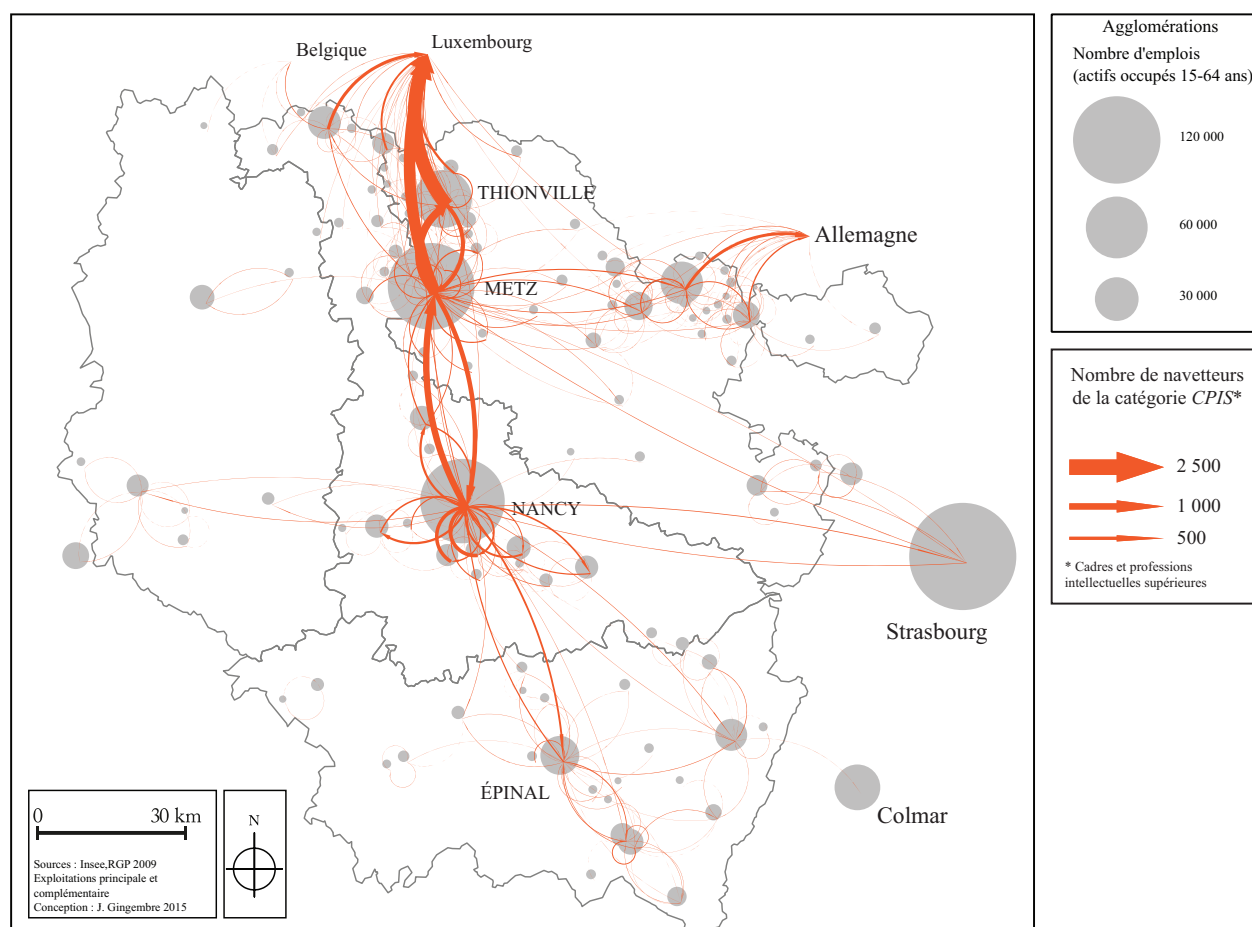 Belgique
Luxembourg
THIONVILLE
Allemagne
METZ
NANCY
Strasbourg
ÉPINAL
Colmar
0 30 km
Sources : Insee,RGP 2009
Exploitations principale et
complémentaire
Conception : J. Gingembre 2015
N
Agglomérations
Nombre d'emplois
(actifs occupés 15-64 ans)
120 000
60 000
30 000
Nombre de navetteurs
de la catégorie CPIS*
2 500
1 000
500
* Cadres et professions
intellectuelles supérieures